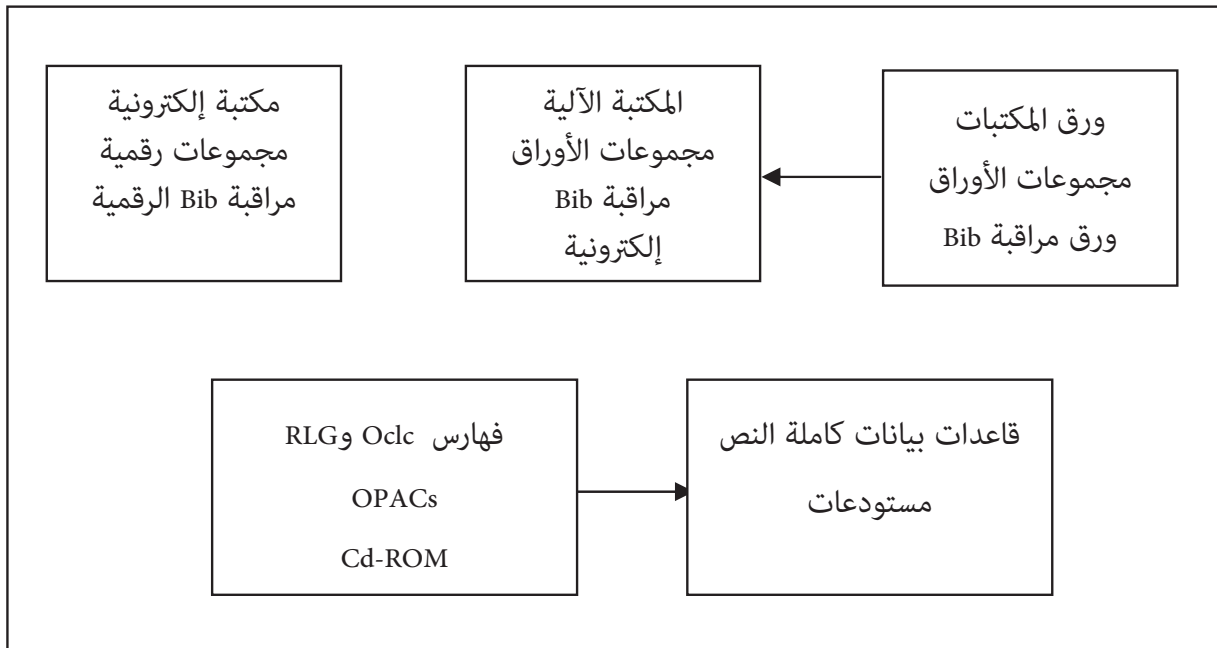 ورق المكتبات
مجموعات الأوراق
ورق مراقبة Bib
المكتبة الآلية
مجموعات الأوراق
مراقبة Bib
إلكترونية
مكتبة إلكترونية
مجموعات رقمية
مراقبة Bib الرقمية
قاعدات بيانات كاملة النص
مستودعات
فهارس Oclc وRLG
OPACs
Cd-ROM